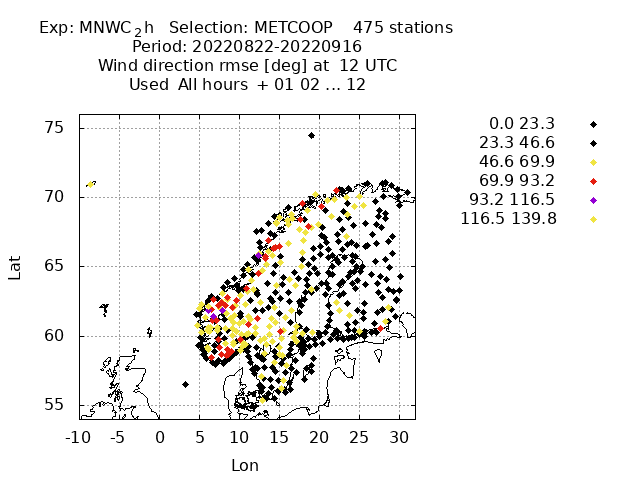 Exp: MNWC_2h   Selection: METCOOP    475 stations
Period: 20220822-20220916
Wind direction rmse [deg] at  12 UTC
Used  All hours  + 01 02 ... 12
0.0 23.3
23.3 46.6
46.6 69.9
69.9 93.2
93.2 116.5
116.5 139.8
75
70
65
60
55
Lat
-10 -5 0 5 10 15 20 25 30
Lon